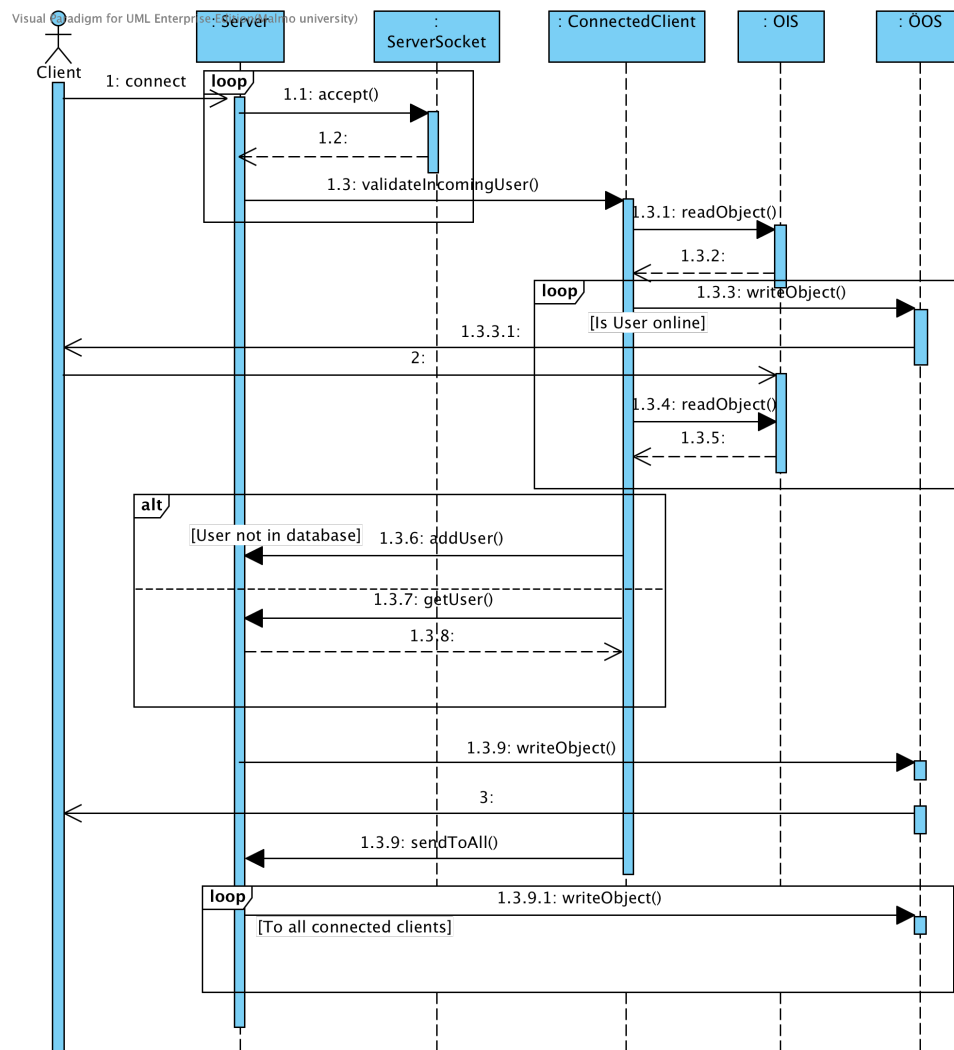 Visual Paradigm for UML Enterprise Edition(Malmo university)
: Server
:
ServerSocket
: ConnectedClient
: OIS
: ÖOS
Client
1: connect
loop
1.1: accept()
1.2:
1.3: validateIncomingUser()
1.3.1: readObject()
1.3.2:
loop
1.3.3: writeObject()
[Is User online]
1.3.3.1:
2:
1.3.4: readObject()
1.3.5:
alt
[User not in database]
1.3.6: addUser()
1.3.7: getUser()
1.3.8:
1.3.9: writeObject()
3:
1.3.9: sendToAll()
loop
1.3.9.1: writeObject()
[To all connected clients]